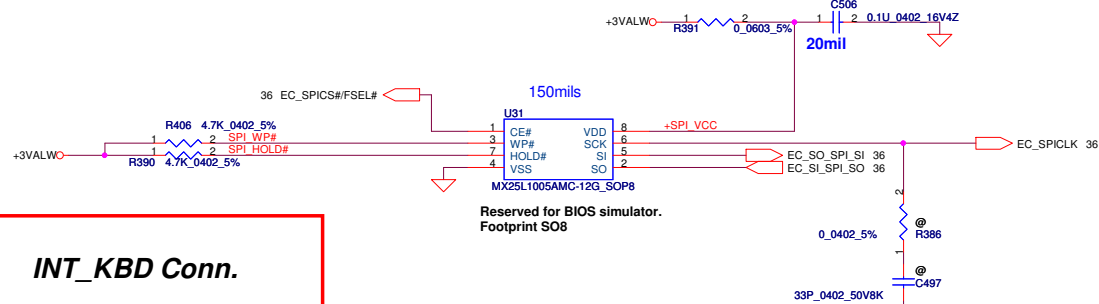 C506
+3VALW
1
2
R391
0_0603_5%
1
2
0.1U_0402_16V4Z
20mil
36 EC_SPICS#/FSEL#
150mils
U31
R406 4.7K_0402_5%
1
2
SPI_WP#
1
2
SPI_HOLD#
+3VALW
R390
4.7K_0402_5%
1
CE#
VDD
8
+SPI_VCC
3
WP#
SCK
6
7
HOLD#
SI
5
4
VSS
SO
2
EC_SPICLK 36
EC_SO_SPI_SI 36
EC_SI_SPI_SO 36
MX25L1005AMC-12G_SOP8
Reserved for BIOS simulator.
Footprint SO8
2
@
0_0402_5%
R386
1
@
C497
33P_0402_50V8K
INT_KBD Conn.